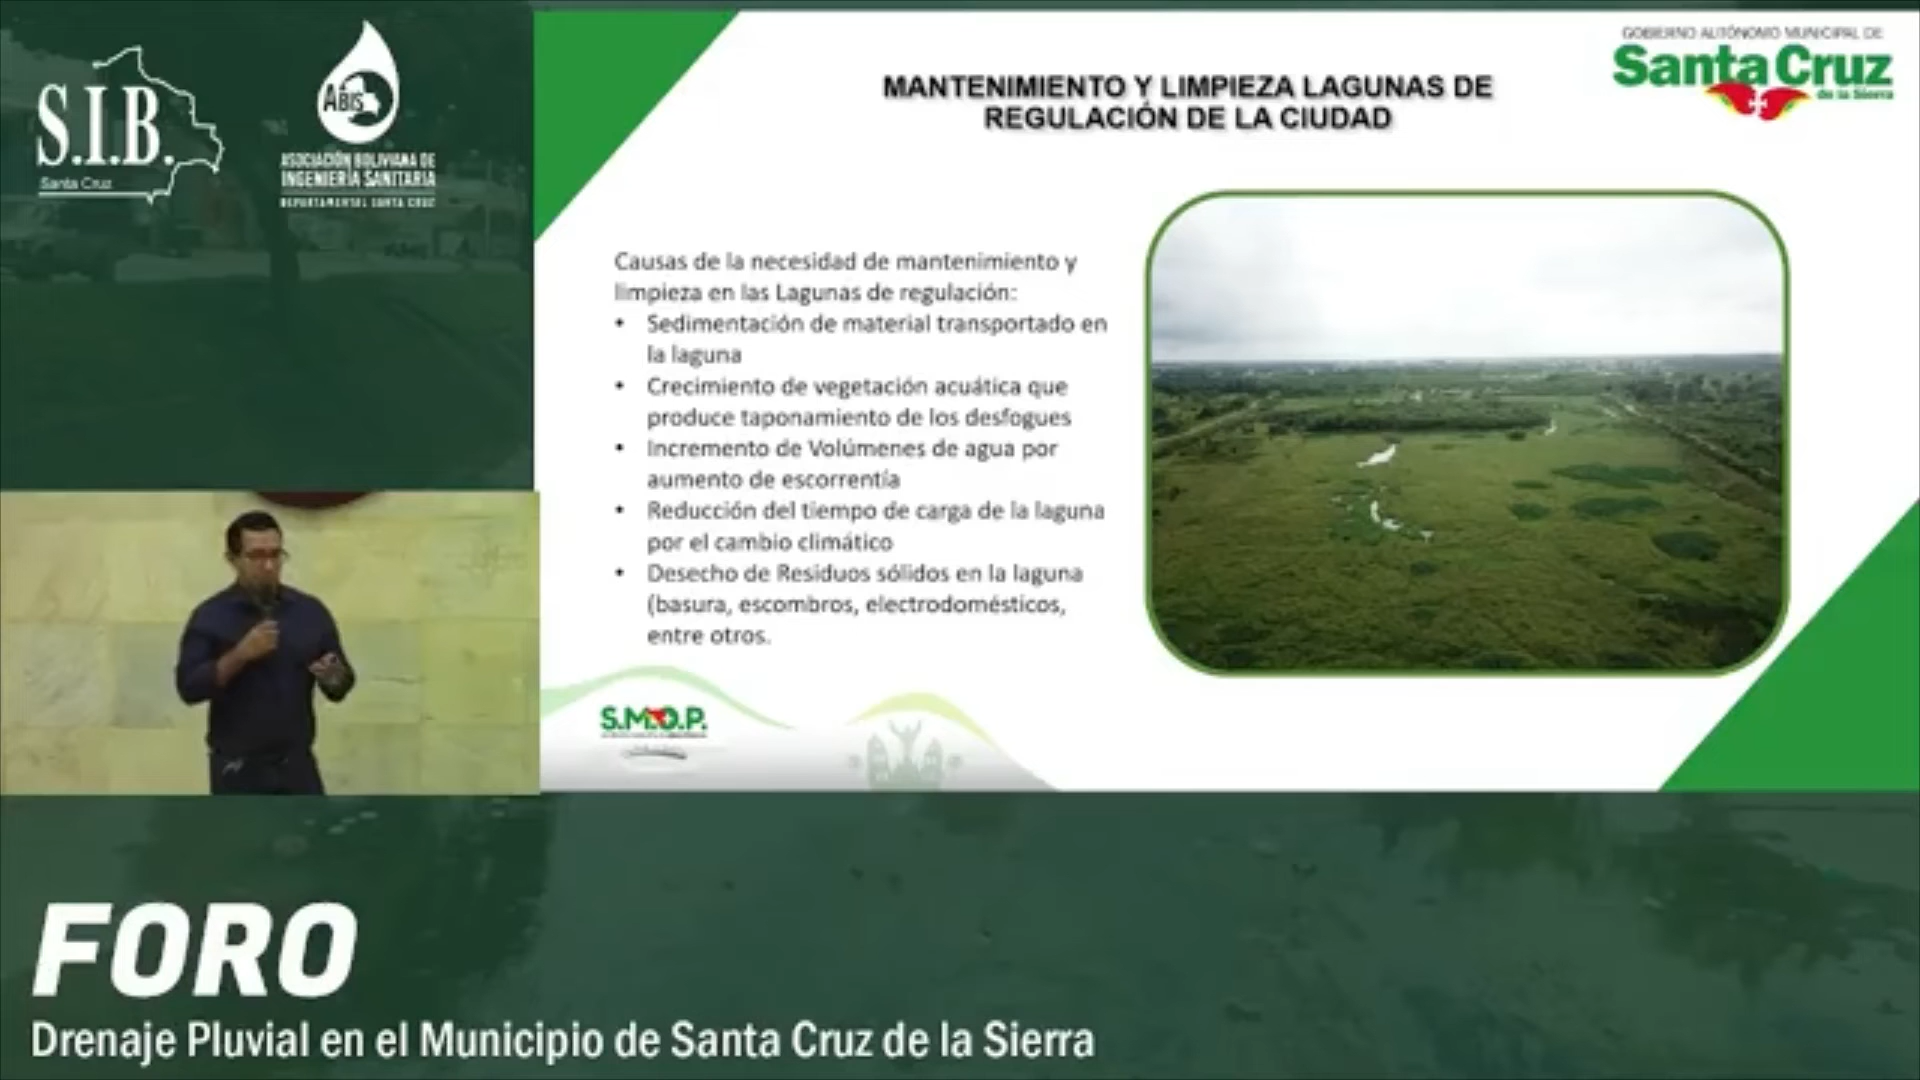 S.I.B.
Santa Cruz
ABIS
ASOCIACIÓN BOLIVIANA DE
INGENIERÍA SANITARIA
DEPARTAMENTAL SANTA CRUZ
GOBIERNO AUTÓNOMO MUNICIPAL DE
Santa Cruz
de la Sierra
MANTENIMIENTO Y LIMPIEZA LAGUNAS DE
REGULACIÓN DE LA CIUDAD
Causas de la necesidad de mantenimiento y
limpieza en las Lagunas de regulación:
• Sedimentación de material transportado en
la laguna
• Crecimiento de vegetación acuática que
produce taponamiento de los desfogues
• Incremento de Volúmenes de agua por
aumento de escorrentía
• Reducción del tiempo de carga de la laguna
por el cambio climático
• Desecho de Residuos sólidos en la laguna
(basura, escombros, electrodomésticos,
entre otros.
S.M.O.P.
FORO
Drenaje Pluvial en el Municipio de Santa Cruz de la Sierra